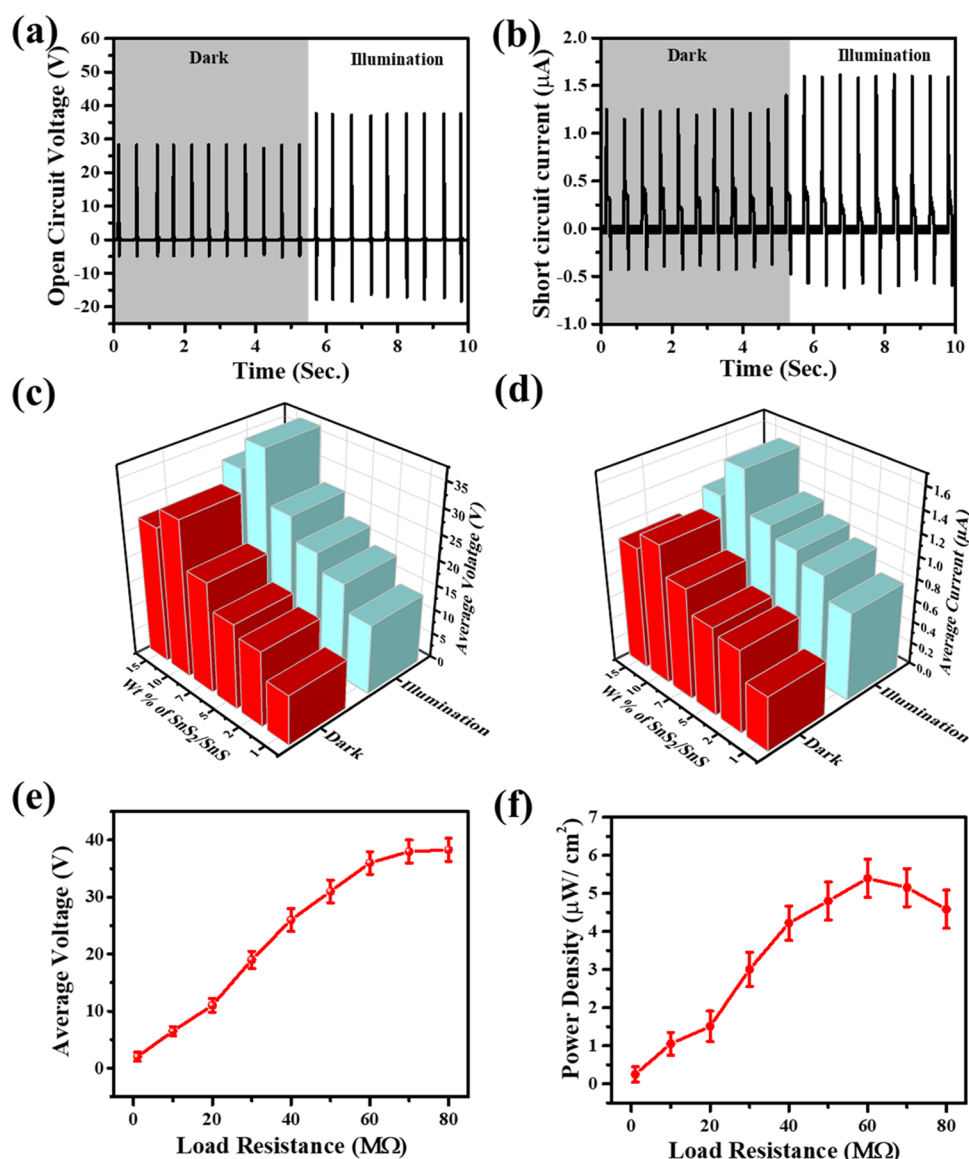 (a)
60
50
40
30
20
10
0
-10
-20
Open Circuit Voltage (V)
Dark
Illumination
0 2 4 6 8 10
Time (Sec.)
(b)
2.0
1.5
1.0
0.5
0.0
-0.5
-1.0
Short circuit current (μA)
Dark
Illumination
0 2 4 6 8 10
Time (Sec.)
(c)
35
30
25
20
15
10
5
0
Average Volatge (V)
15
10
7
5
2
1
Wt % of SnS2/SnS
Dark
Illumination
(d)
1.6
1.4
1.2
1.0
0.8
0.6
0.4
0.2
0.0
Average Current (μA)
15
10
7
5
2
1
Wt % of SnS2/SnS
Dark
Illumination
(e)
40
30
20
10
0
Average Voltage (V)
0 20 40 60 80
Load Resistance (MΩ)
(f)
7
6
5
4
3
2
1
0
Power Density (μW/ cm²)
0 20 40 60 80
Load Resistance (MΩ)